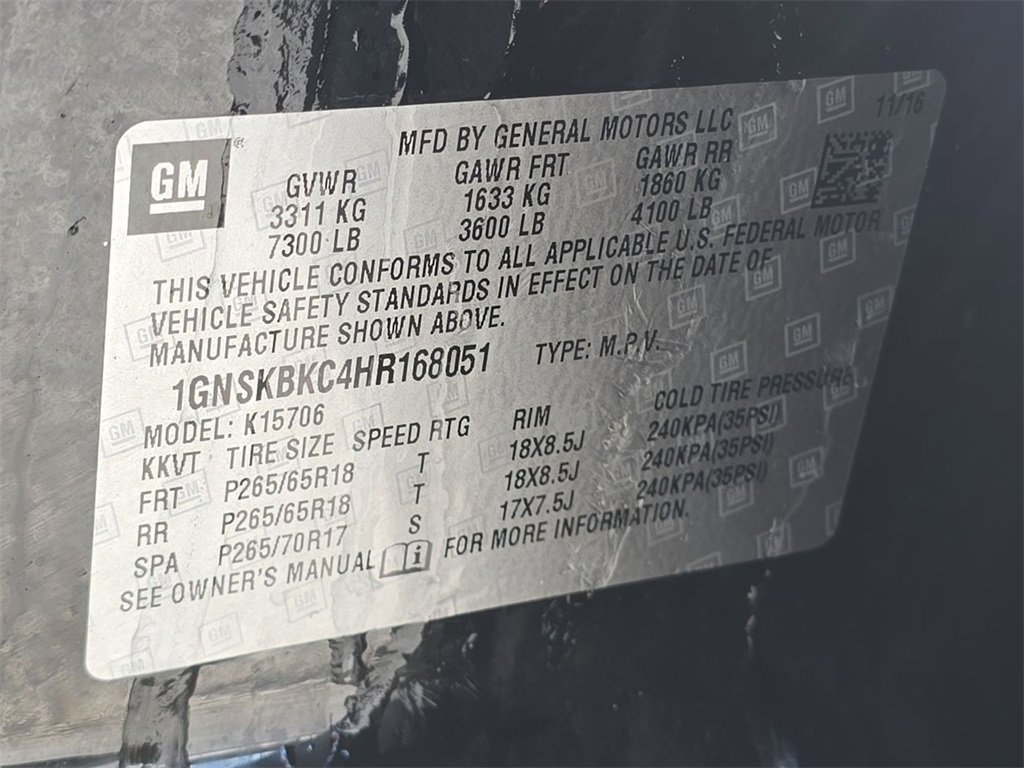 11/16
MFD BY GENERAL MOTORS LLC
GM
GVWR GAWR FRT GAWR RR
3311 KG 1633 KG 1860 KG
7300 LB 3600 LB 4100 LB
THIS VEHICLE CONFORMS TO ALL APPLICABLE U.S. FEDERAL MOTOR
VEHICLE SAFETY STANDARDS IN EFFECT ON THE DATE OF
MANUFACTURE SHOWN ABOVE.
1GNSKBKC4HR168051 TYPE: M.P.V.
MODEL: K15706
KKVT TIRE SIZE SPEED RTG RIM COLD TIRE PRESSURE
FRT P265/65R18 T 18X8.5J 240KPA(35PSI)
RR P265/65R18 T 18X8.5J 240KPA(35PSI)
SPA P265/70R17 S 17X7.5J 240KPA(35PSI)
SEE OWNER'S MANUAL i FOR MORE INFORMATION.